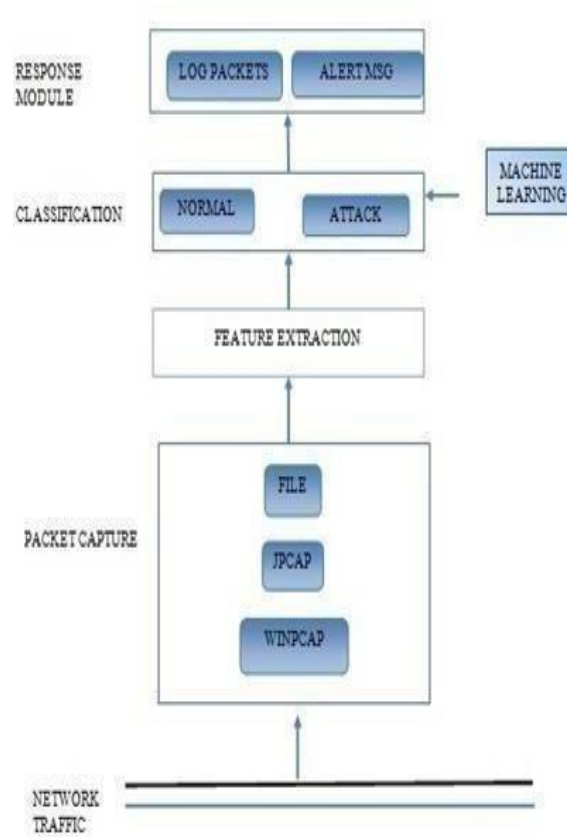 RESPONSE
MODULE
LOG PACKETS
ALERT MSG
CLASSIFICATION
NORMAL
ATTACK
MACHINE
LEARNING
FEATURE EXTRACTION
PACKET CAPTURE
FILE
JPCAP
WINPCAP
NETWORK
TRAFFIC